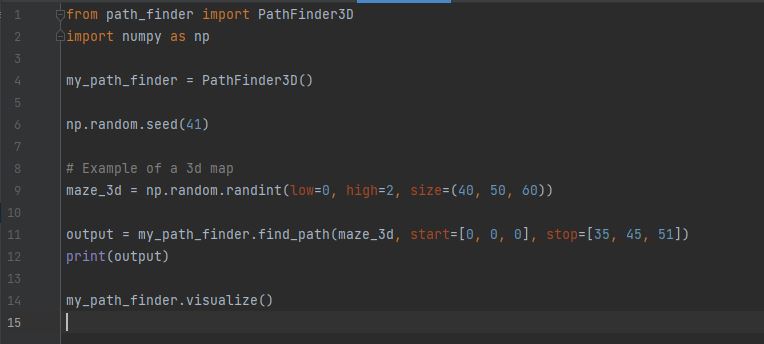 1 from path_finder import PathFinder3D
2 import numpy as np
3
4 my_path_finder = PathFinder3D()
5
6 np.random.seed(41)
7
8 # Example of a 3d map
9 maze_3d = np.random.randint(low=0, high=2, size=(40, 50, 60))
10
11 output = my_path_finder.find_path(maze_3d, start=[0, 0, 0], stop=[35, 45, 51])
12 print(output)
13
14 my_path_finder.visualize()
15